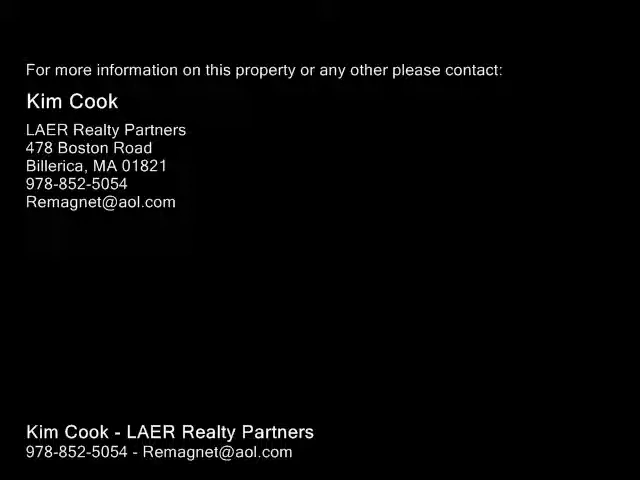 For more information on this property or any other please contact:
Kim Cook
LAER Realty Partners
478 Boston Road
Billerica, MA 01821
978-852-5054
Remagnet@aol.com
Kim Cook - LAER Realty Partners
978-852-5054 - Remagnet@aol.com